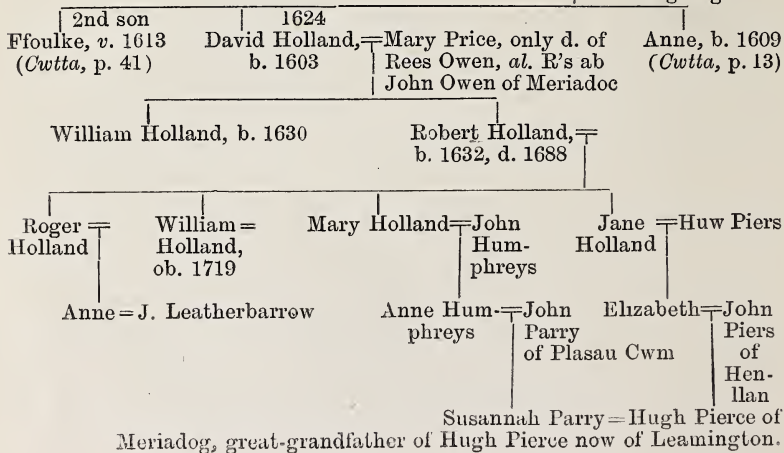 2nd son 1624
Ffoulke, v. 1613 David Holland,=Mary Price, only d. of Anne, b. 1609
(Cwtta, p. 41) b. 1603 Rees Owen, al. R's ab (Cwtta, p. 13)
John Owen of Meriadoc
William Holland, b. 1630 Robert Holland,=
b. 1632, d. 1688
Roger = William = Mary Holland=John Jane = Huw Piers
Holland Holland, Hum- Holland
ob. 1719 phreys
Anne = J. Leatherbarrow Anne Hum-=John Elizabeth=John
phreys Parry Piers
of Plasau Cwm of
Hen-
llan
Susannah Parry = Hugh Pierce of
Meriadog, great-grandfather of Hugh Pierce now of Leamington.